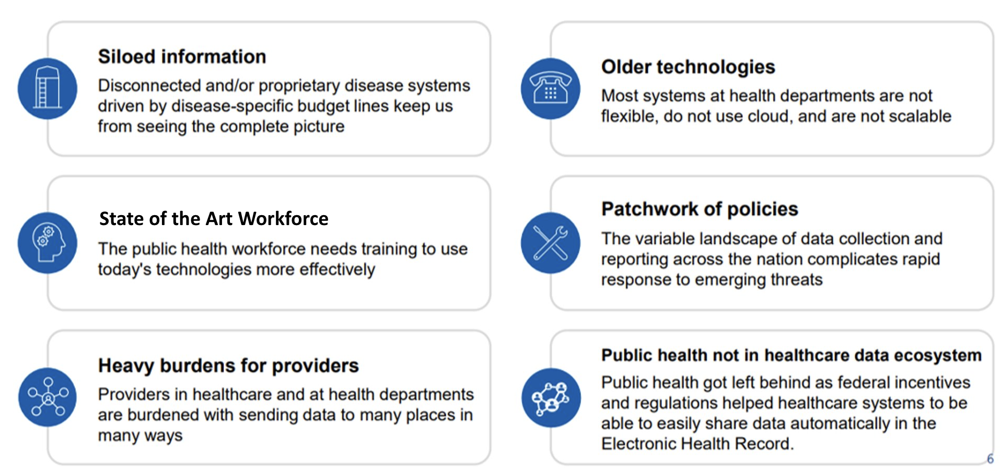 Siloed information
Disconnected and/or proprietary disease systems
driven by disease-specific budget lines keep us
from seeing the complete picture
Older technologies
Most systems at health departments are not
flexible, do not use cloud, and are not scalable
State of the Art Workforce
The public health workforce needs training to use
today's technologies more effectively
Patchwork of policies
The variable landscape of data collection and
reporting across the nation complicates rapid
response to emerging threats
Heavy burdens for providers
Providers in healthcare and at health departments
are burdened with sending data to many places in
many ways
Public health not in healthcare data ecosystem
Public health got left behind as federal incentives
and regulations helped healthcare systems to be
able to easily share data automatically in the
Electronic Health Record.
6